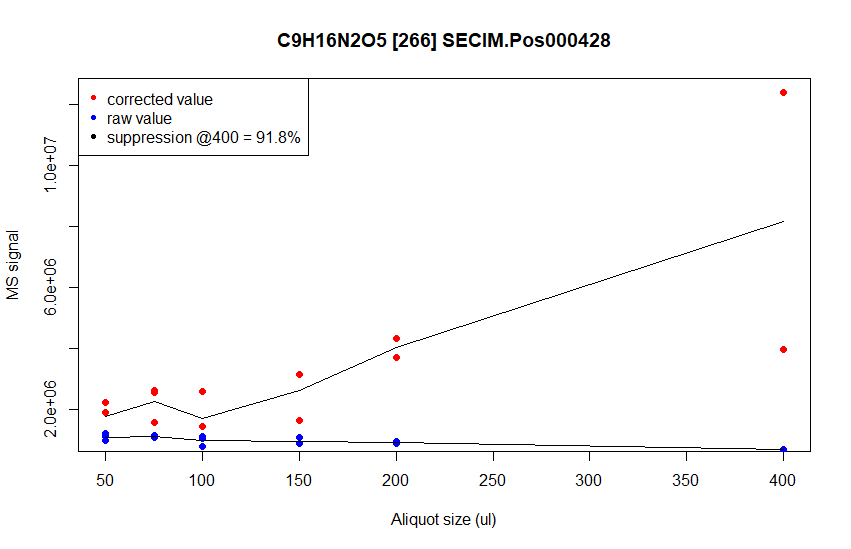 C9H16N2O5 [266] SECIM.Pos000428
corrected value
raw value
suppression @400 = 91.8%
1.0e+07
6.0e+06
2.0e+06
MS signal
50 100 150 200 250 300 350 400
Aliquot size (ul)